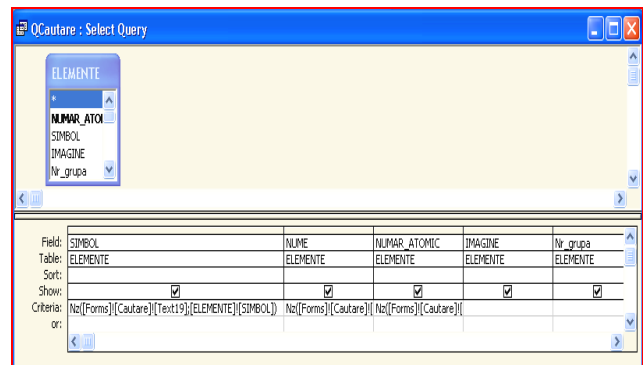 QCautare : Select Query
ELEMENTE
*
NUMAR_ATOI
SIMBOL
IMAGINE
Nr_grupa
Field: SIMBOL NUME NUMAR_ATOMIC IMAGINE Nr_grupa
Table: ELEMENTE ELEMENTE ELEMENTE ELEMENTE ELEMENTE
Sort:
Show:
Criteria: Nz([Forms]![Cautare]![Text19];[ELEMENTE]![SIMBOL]) Nz([Forms]![Cautare]![ Nz([Forms]![Cautare]![
or: